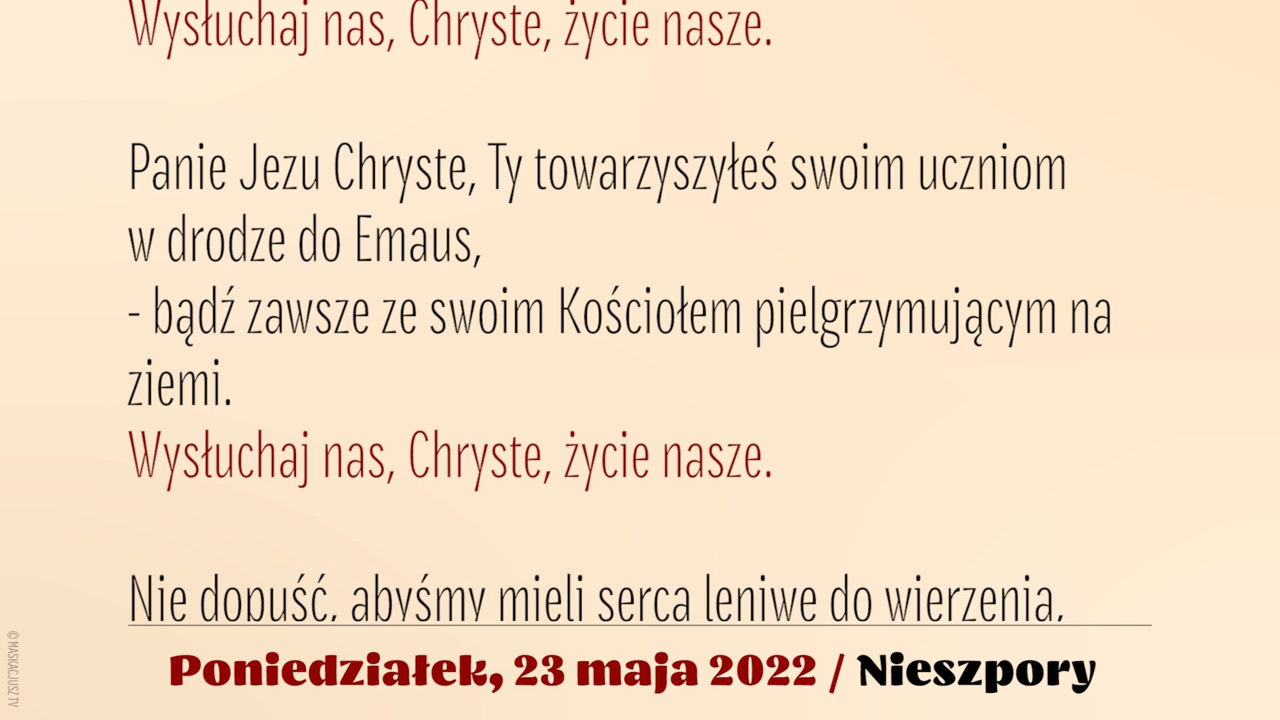 Wysłuchaj nas, Chryste, życie nasze.
Panie Jezu Chryste, Ty towarzyszyłeś swoim uczniom
w drodze do Emaus,
- bądź zawsze ze swoim Kościołem pielgrzymującym na
ziemi.
Wysłuchaj nas, Chryste, życie nasze.
Nie dopuść, abyśmy mieli serca leniwe do wierzenia,
Poniedziałek, 23 maja 2022 / Nieszpory
© MASKACJUSZ TV